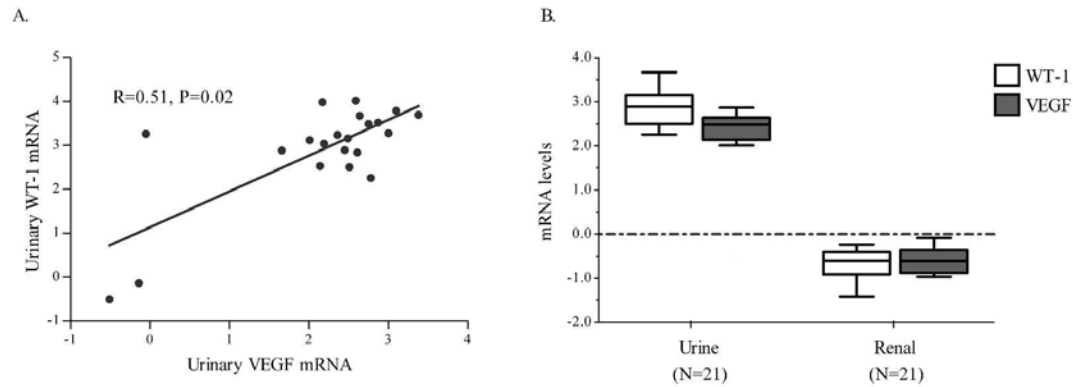 A.
5
4
3
2
1
0
-1
Urinary WT-1 mRNA
R=0.51, P=0.02
-1 0 1 2 3 4
Urinary VEGF mRNA
B.
4.0
3.0
2.0
1.0
0.0
-1.0
-2.0
mRNA levels
WT-1
VEGF
Urine Renal
(N=21) (N=21)